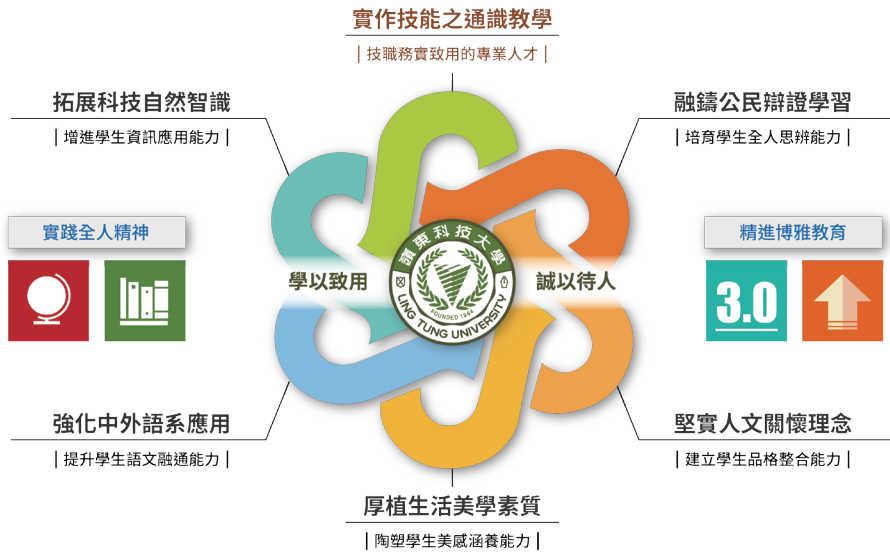 實作技能之通識教學
| 技職務實致用的專業人才 |
拓展科技自然智識
| 增進學生資訊應用能力 |
融鑄公民辯證學習
| 培育學生全人思辨能力 |
實踐全人精神
精進博雅教育
3.0
學以致用
嶺東科技大學
FOUNDED 1964
LING TUNG UNIVERSITY
誠以待人
強化中外語系應用
| 提升學生語文融通能力 |
堅實人文關懷理念
| 建立學生品格整合能力 |
厚植生活美學素質
| 陶塑學生美感涵養能力 |